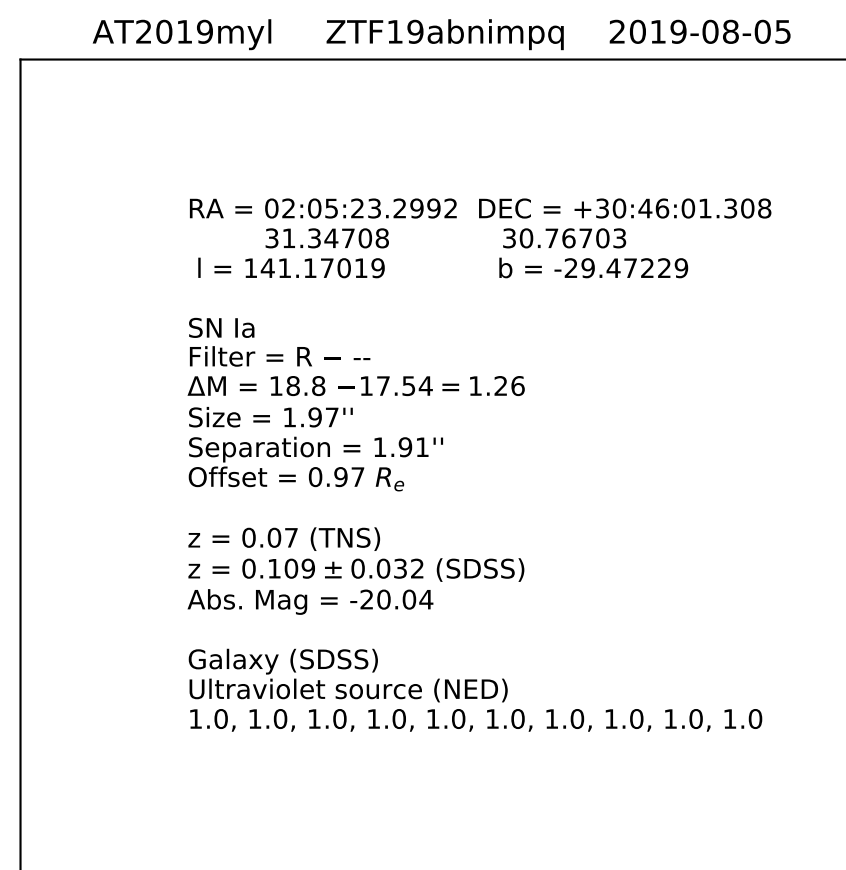 AT2019myl ZTF19abnimpq 2019-08-05
RA = 02:05:23.2992 DEC = +30:46:01.308
31.34708 30.76703
l = 141.17019 b = -29.47229
SN Ia
Filter = R − --
ΔM = 18.8 −17.54 = 1.26
Size = 1.97''
Separation = 1.91''
Offset = 0.97 Re
z = 0.07 (TNS)
z = 0.109 ± 0.032 (SDSS)
Abs. Mag = -20.04
Galaxy (SDSS)
Ultraviolet source (NED)
1.0, 1.0, 1.0, 1.0, 1.0, 1.0, 1.0, 1.0, 1.0, 1.0